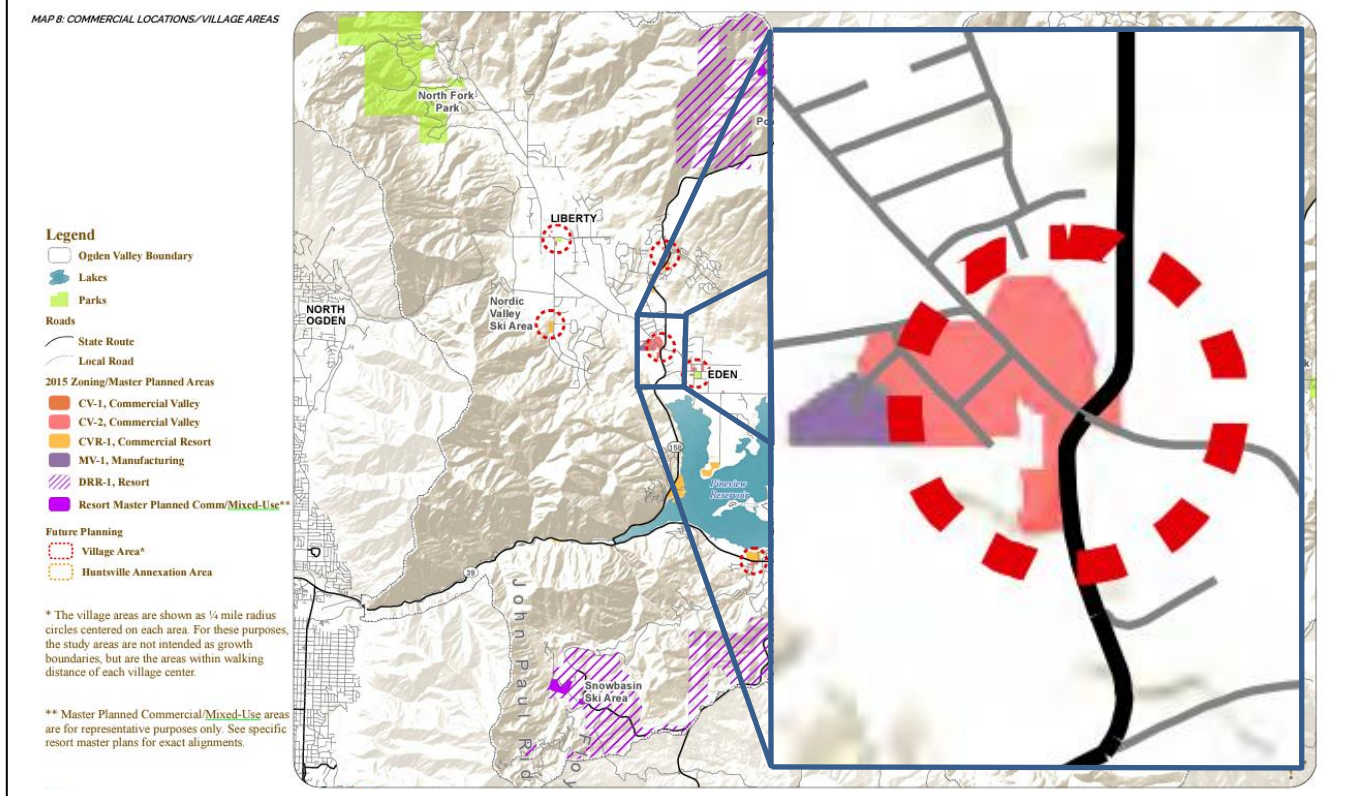 MAP 8: COMMERCIAL LOCATIONS/VILLAGE AREAS
Legend
Ogden Valley Boundary
Lakes
Parks
Roads
State Route
Local Road
2015 Zoning/Master Planned Areas
CV-1, Commercial Valley
CV-2, Commercial Valley
CVR-1, Commercial Resort
MV-1, Manufacturing
DRR-1, Resort
Resort Master Planned Comm/Mixed-Use**
Future Planning
Village Area*
Huntsville Annexation Area
* The village areas are shown as ¼ mile radius
circles centered on each area. For these purposes,
the study areas are not intended as growth
boundaries, but are the areas within walking
distance of each village center.
** Master Planned Commercial/Mixed-Use areas
are for representative purposes only. See specific
resort master plans for exact alignments.
North Fork
Park
Po
LIBERTY
NORTH
OGDEN
Nordic
Valley
Ski Area
EDEN
158
Pineview
Reservoir
39
John Paul Rid
Snowbasin
Ski Area